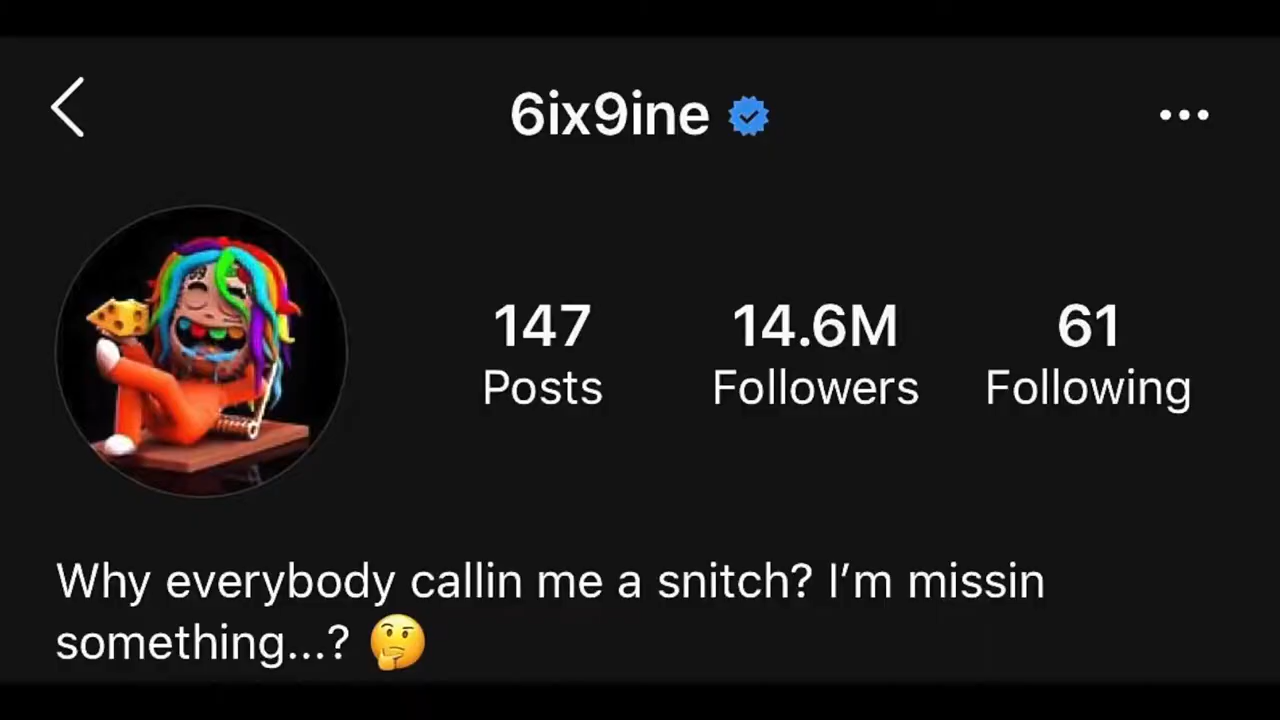 6ix9ine
147 14.6M 61
Posts Followers Following
Why everybody callin me a snitch? I’m missin
something...? 🤔